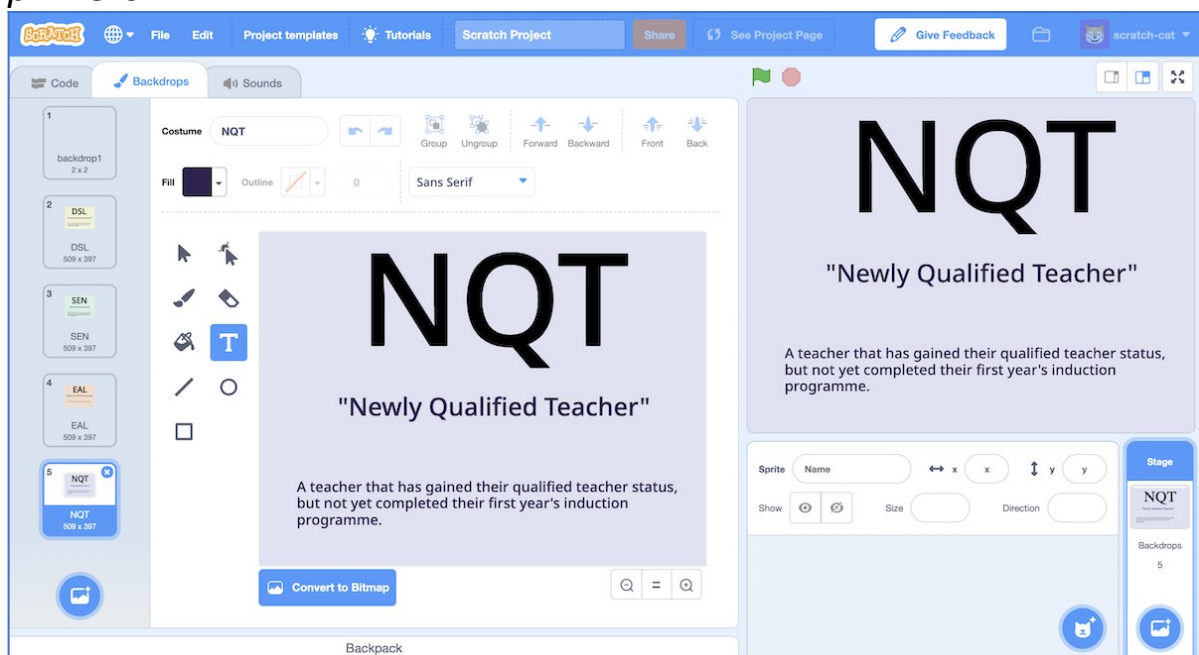 SCRATCH File Edit Project templates Tutorials Scratch Project Share See Project Page Give Feedback scratch-cat
Code Backdrops Sounds
1
backdrop1
2 x 2
2
DSL
DSL
509 x 397
3
SEN
SEN
509 x 397
4
EAL
EAL
509 x 397
5
NQT
NQT
509 x 397
Costume NQT Group Ungroup Forward Backward Front Back
Fill Outline 0 Sans Serif
T
NQT
"Newly Qualified Teacher"
A teacher that has gained their qualified teacher status,
but not yet completed their first year's induction
programme.
Convert to Bitmap =
Backpack
NQT
"Newly Qualified Teacher"
A teacher that has gained their qualified teacher status,
but not yet completed their first year's induction
programme.
Sprite Name x x y y
Show Size Direction
Stage
NQT
"Newly Qualified Teacher"
Backdrops
5